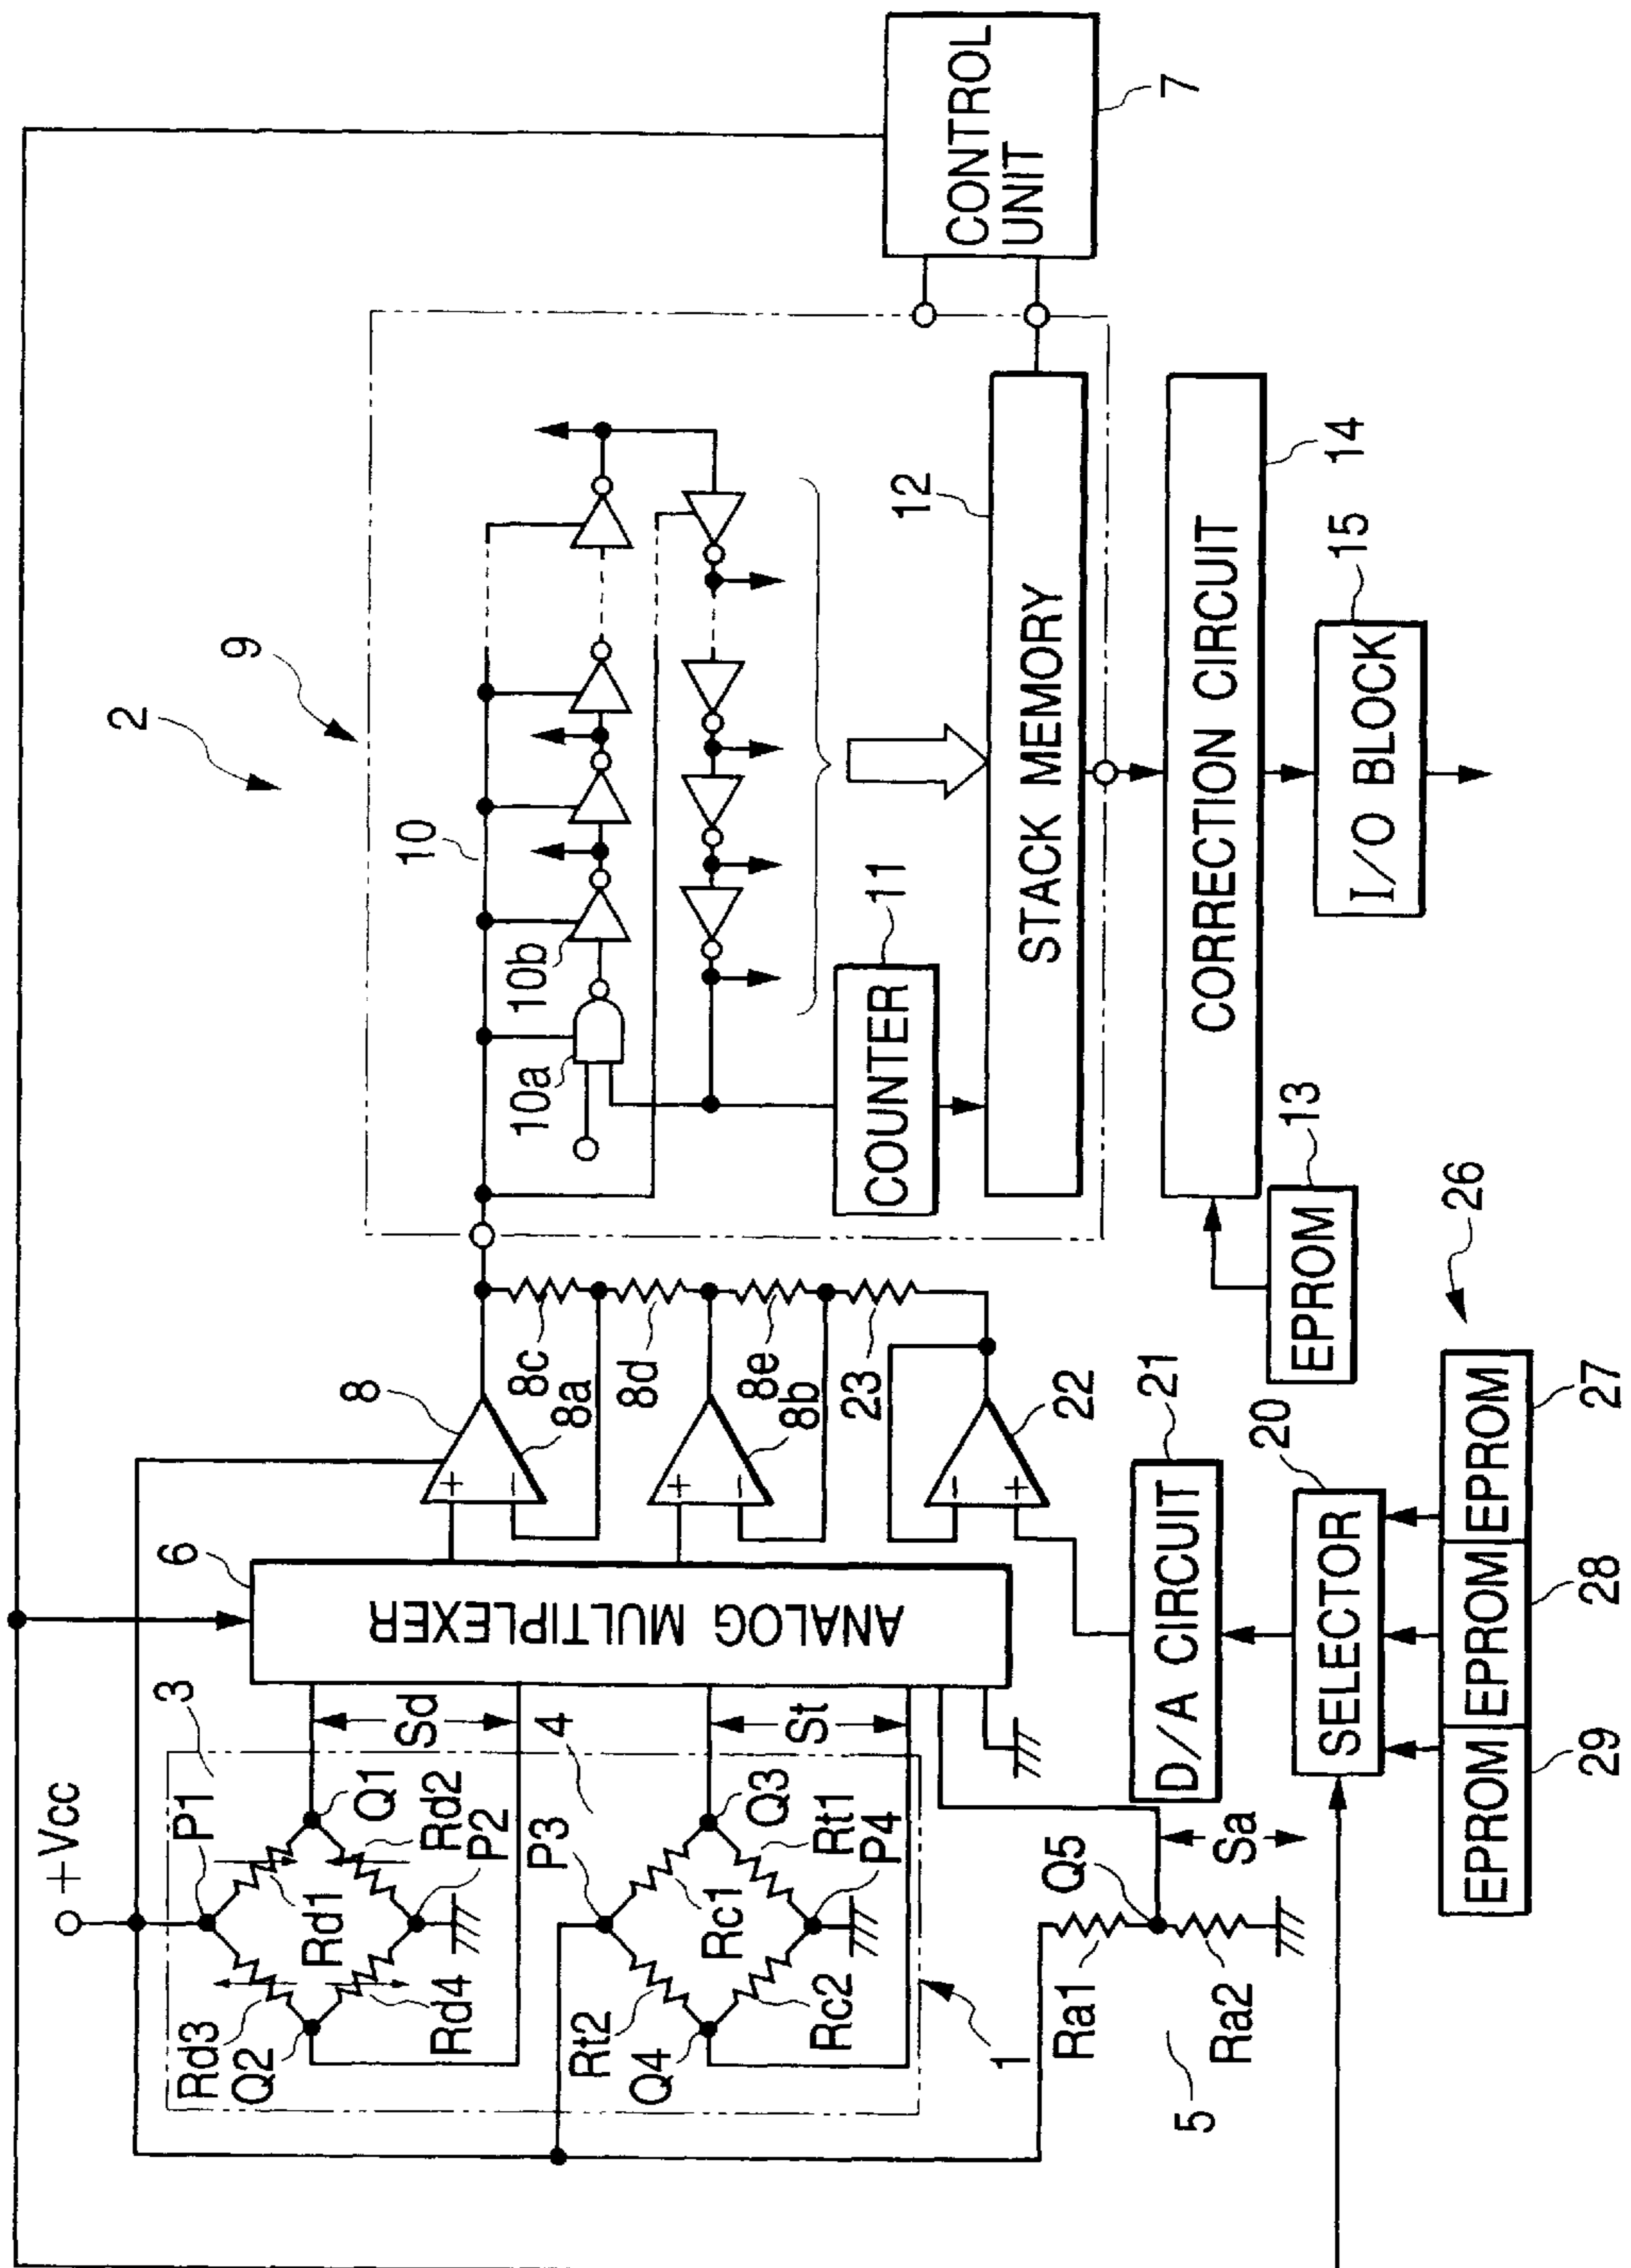 +Vcc
P1
3
Rd3
Rd1
Rd2
Q1
Q2
Rd4
P2
Sd
4
P3
Rt2
Rc1
Rt1
Q3
Q4
Rc2
P4
St
1
Ra1
Q5
Sa
Ra2
5
6
ANALOG MULTIPLEXER
8
8c
8a
8d
8e
8b
23
22
21
D/A CIRCUIT
20
SELECTOR
29
EPROM
28
EPROM
27
EPROM
26
2
9
10
10a
10b
11
COUNTER
12
STACK MEMORY
13
EPROM
14
CORRECTION CIRCUIT
15
I/O BLOCK
CONTROL
UNIT
7
+
−
+
−
−
+